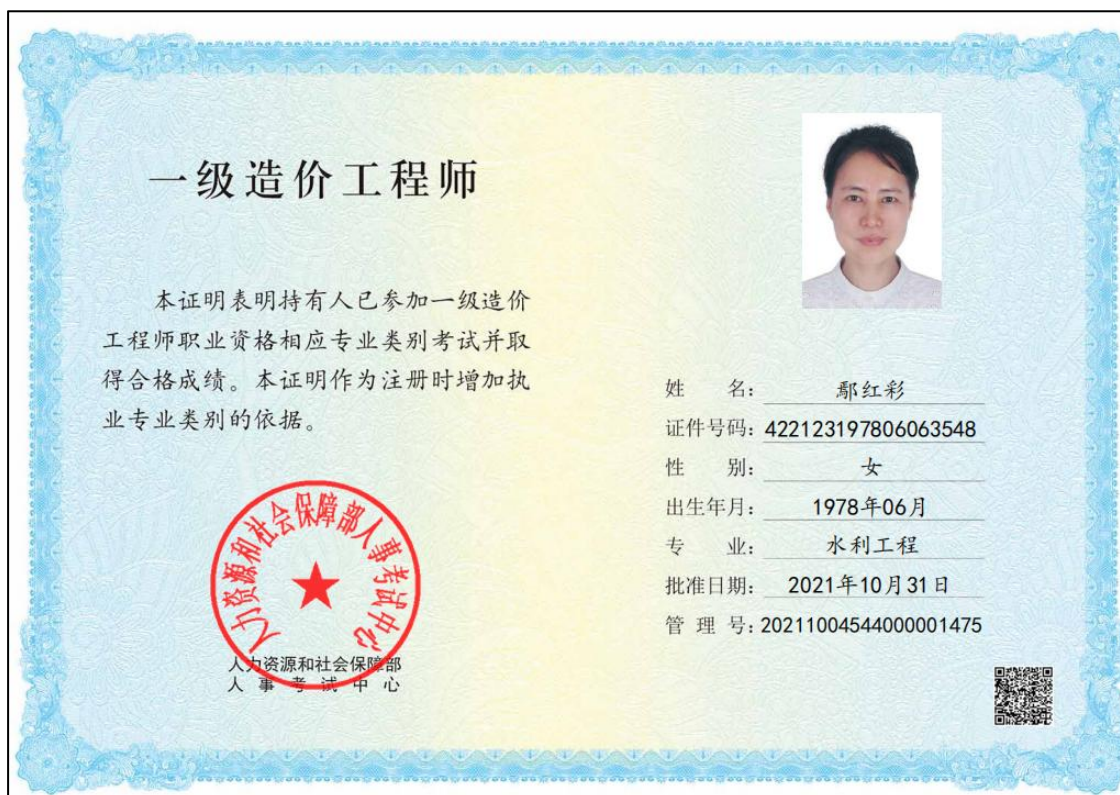 一级造价工程师
本证明表明持有人已参加一级造价
工程师职业资格相应专业类别考试并取
得合格成绩。本证明作为注册时增加执
业专业类别的依据。
人力资源和社会保障部人事考试中心
人力资源和社会保障部
人事考试中心
姓 名: 鄢红彩
证件号码: 422123197806063548
性 别: 女
出生年月: 1978年06月
专 业: 水利工程
批准日期: 2021年10月31日
管 理 号: 20211004544000001475